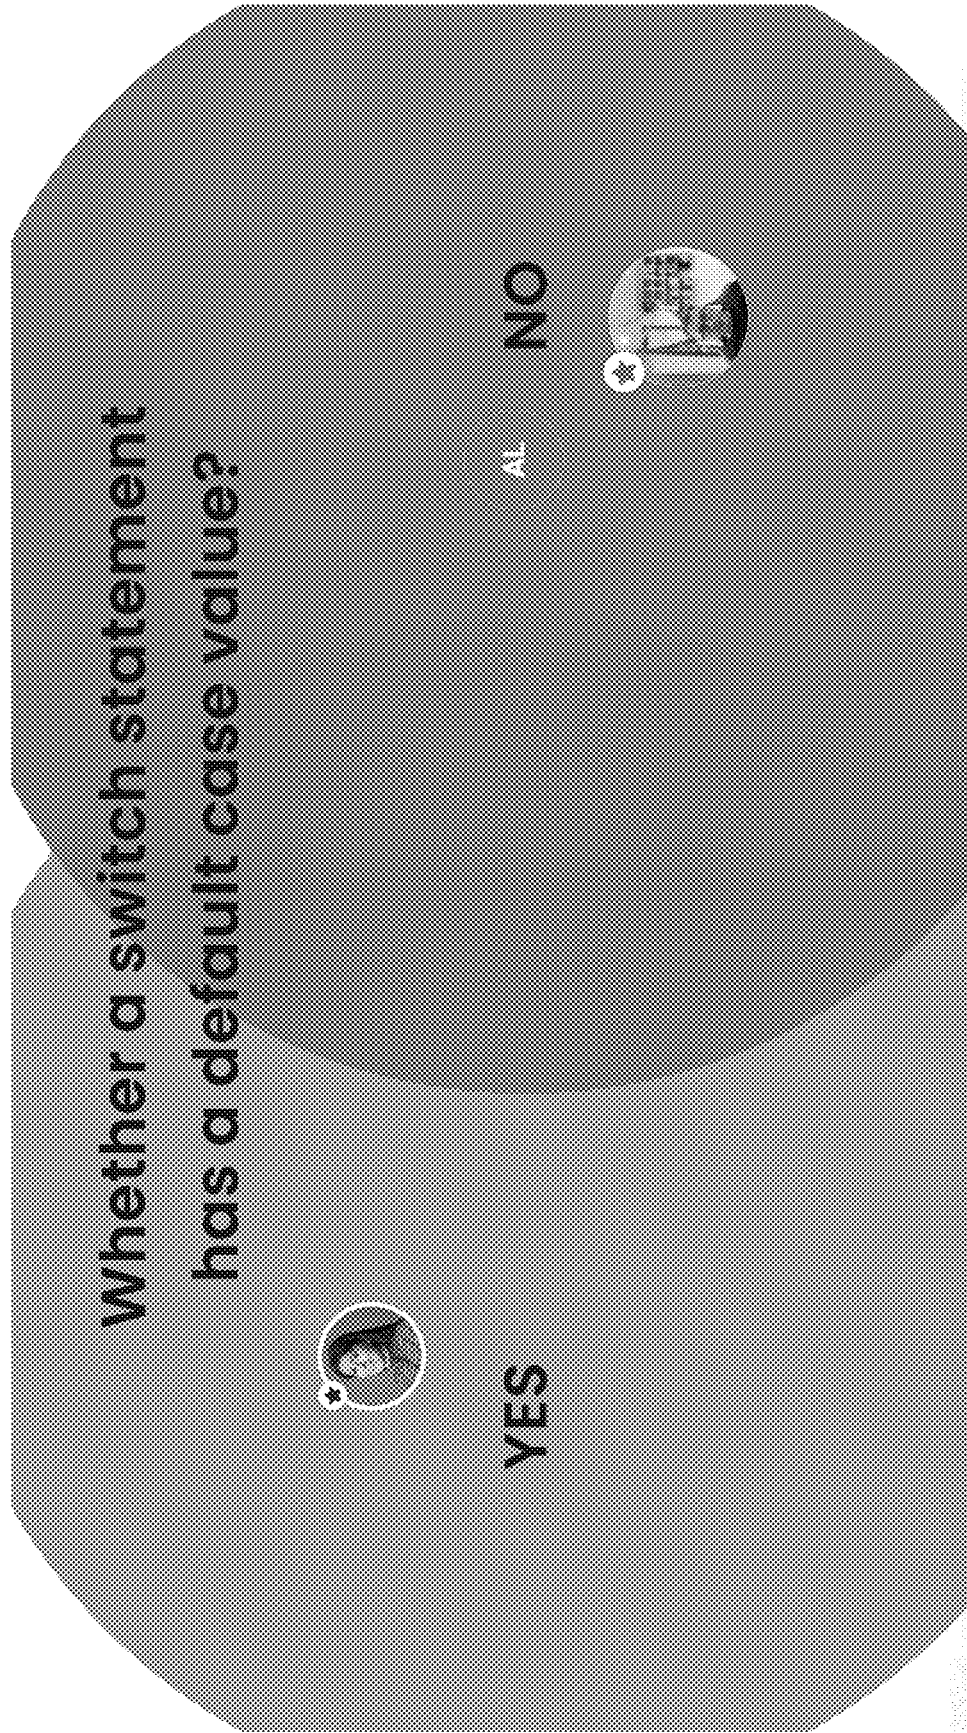 Whether a switch statement
has a default case value?
YES
AL
NO